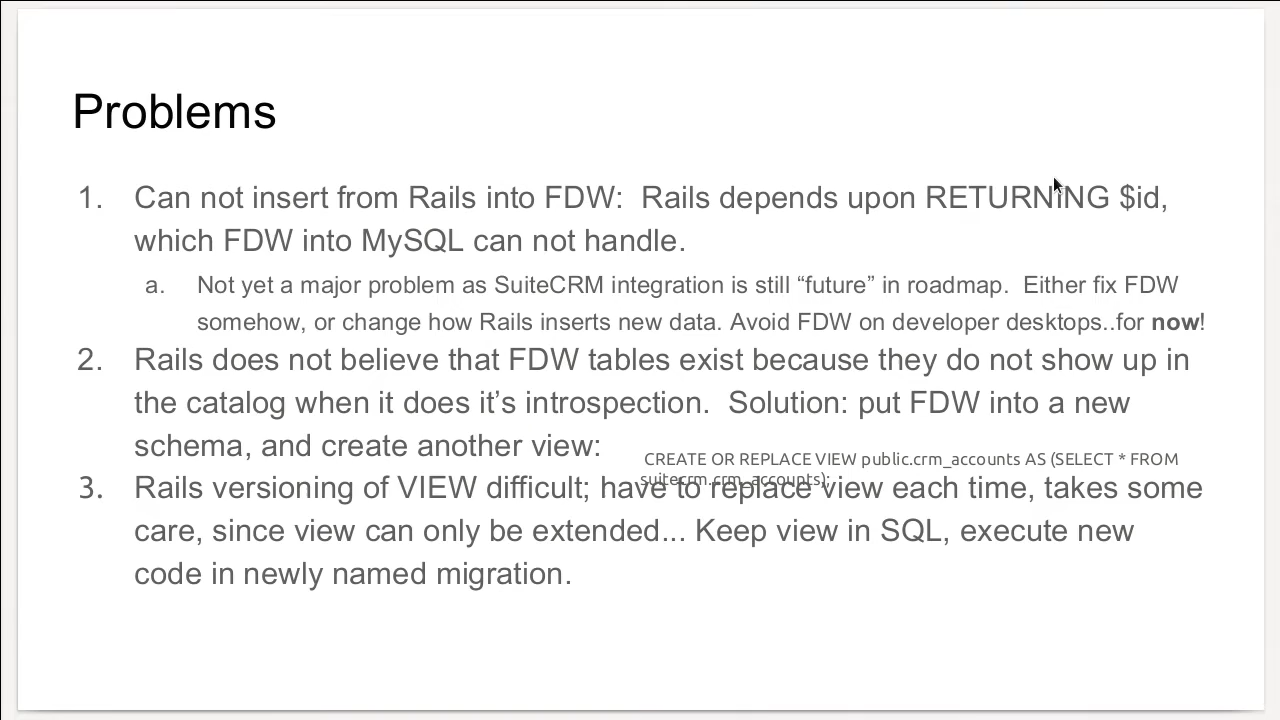 Problems
1. Can not insert from Rails into FDW:  Rails depends upon RETURNING $id,
which FDW into MySQL can not handle.
a. Not yet a major problem as SuiteCRM integration is still “future” in roadmap.  Either fix FDW
somehow, or change how Rails inserts new data. Avoid FDW on developer desktops..for now!
2. Rails does not believe that FDW tables exist because they do not show up in
the catalog when it does it’s introspection.  Solution: put FDW into a new
schema, and create another view:
CREATE OR REPLACE VIEW public.crm_accounts AS (SELECT * FROM
suitecrm.crm_accounts);
3. Rails versioning of VIEW difficult; have to replace view each time, takes some
care, since view can only be extended... Keep view in SQL, execute new
code in newly named migration.